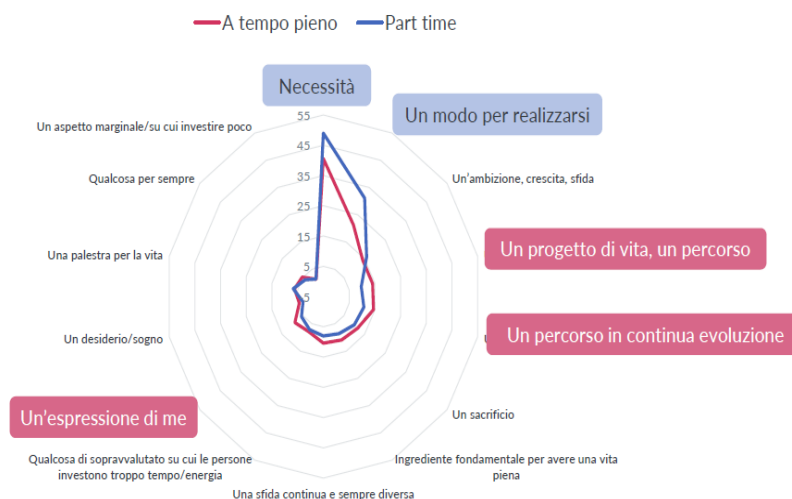 A tempo pieno
Part time
Necessità
Un modo per realizzarsi
Un aspetto marginale/su cui investire poco
Qualcosa per sempre
Un'ambizione, crescita, sfida
Una palestra per la vita
Un progetto di vita, un percorso
Un desiderio/sogno
Un percorso in continua evoluzione
Un'espressione di me
Un sacrificio
Qualcosa di sopravvalutato su cui le persone
investono troppo tempo/energia
Ingrediente fondamentale per avere una vita
piena
Una sfida continua e sempre diversa
55
45
35
25
15
5
5